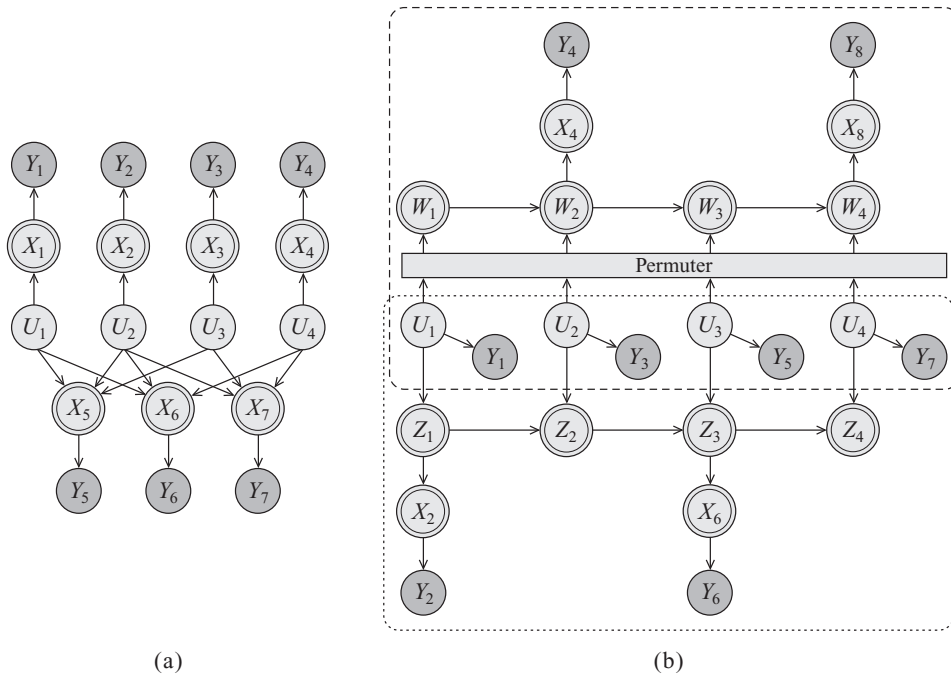 Y4 Y8
X4 X8
Y1 Y2 Y3 Y4
W1 W2 W3 W4
X1 X2 X3 X4
Permuter
U1 U2 U3 U4
U1 U2 U3 U4
Y1 Y3 Y5 Y7
X5 X6 X7
Z1 Z2 Z3 Z4
Y5 Y6 Y7
X2 X6
Y2 Y6
(a) (b)